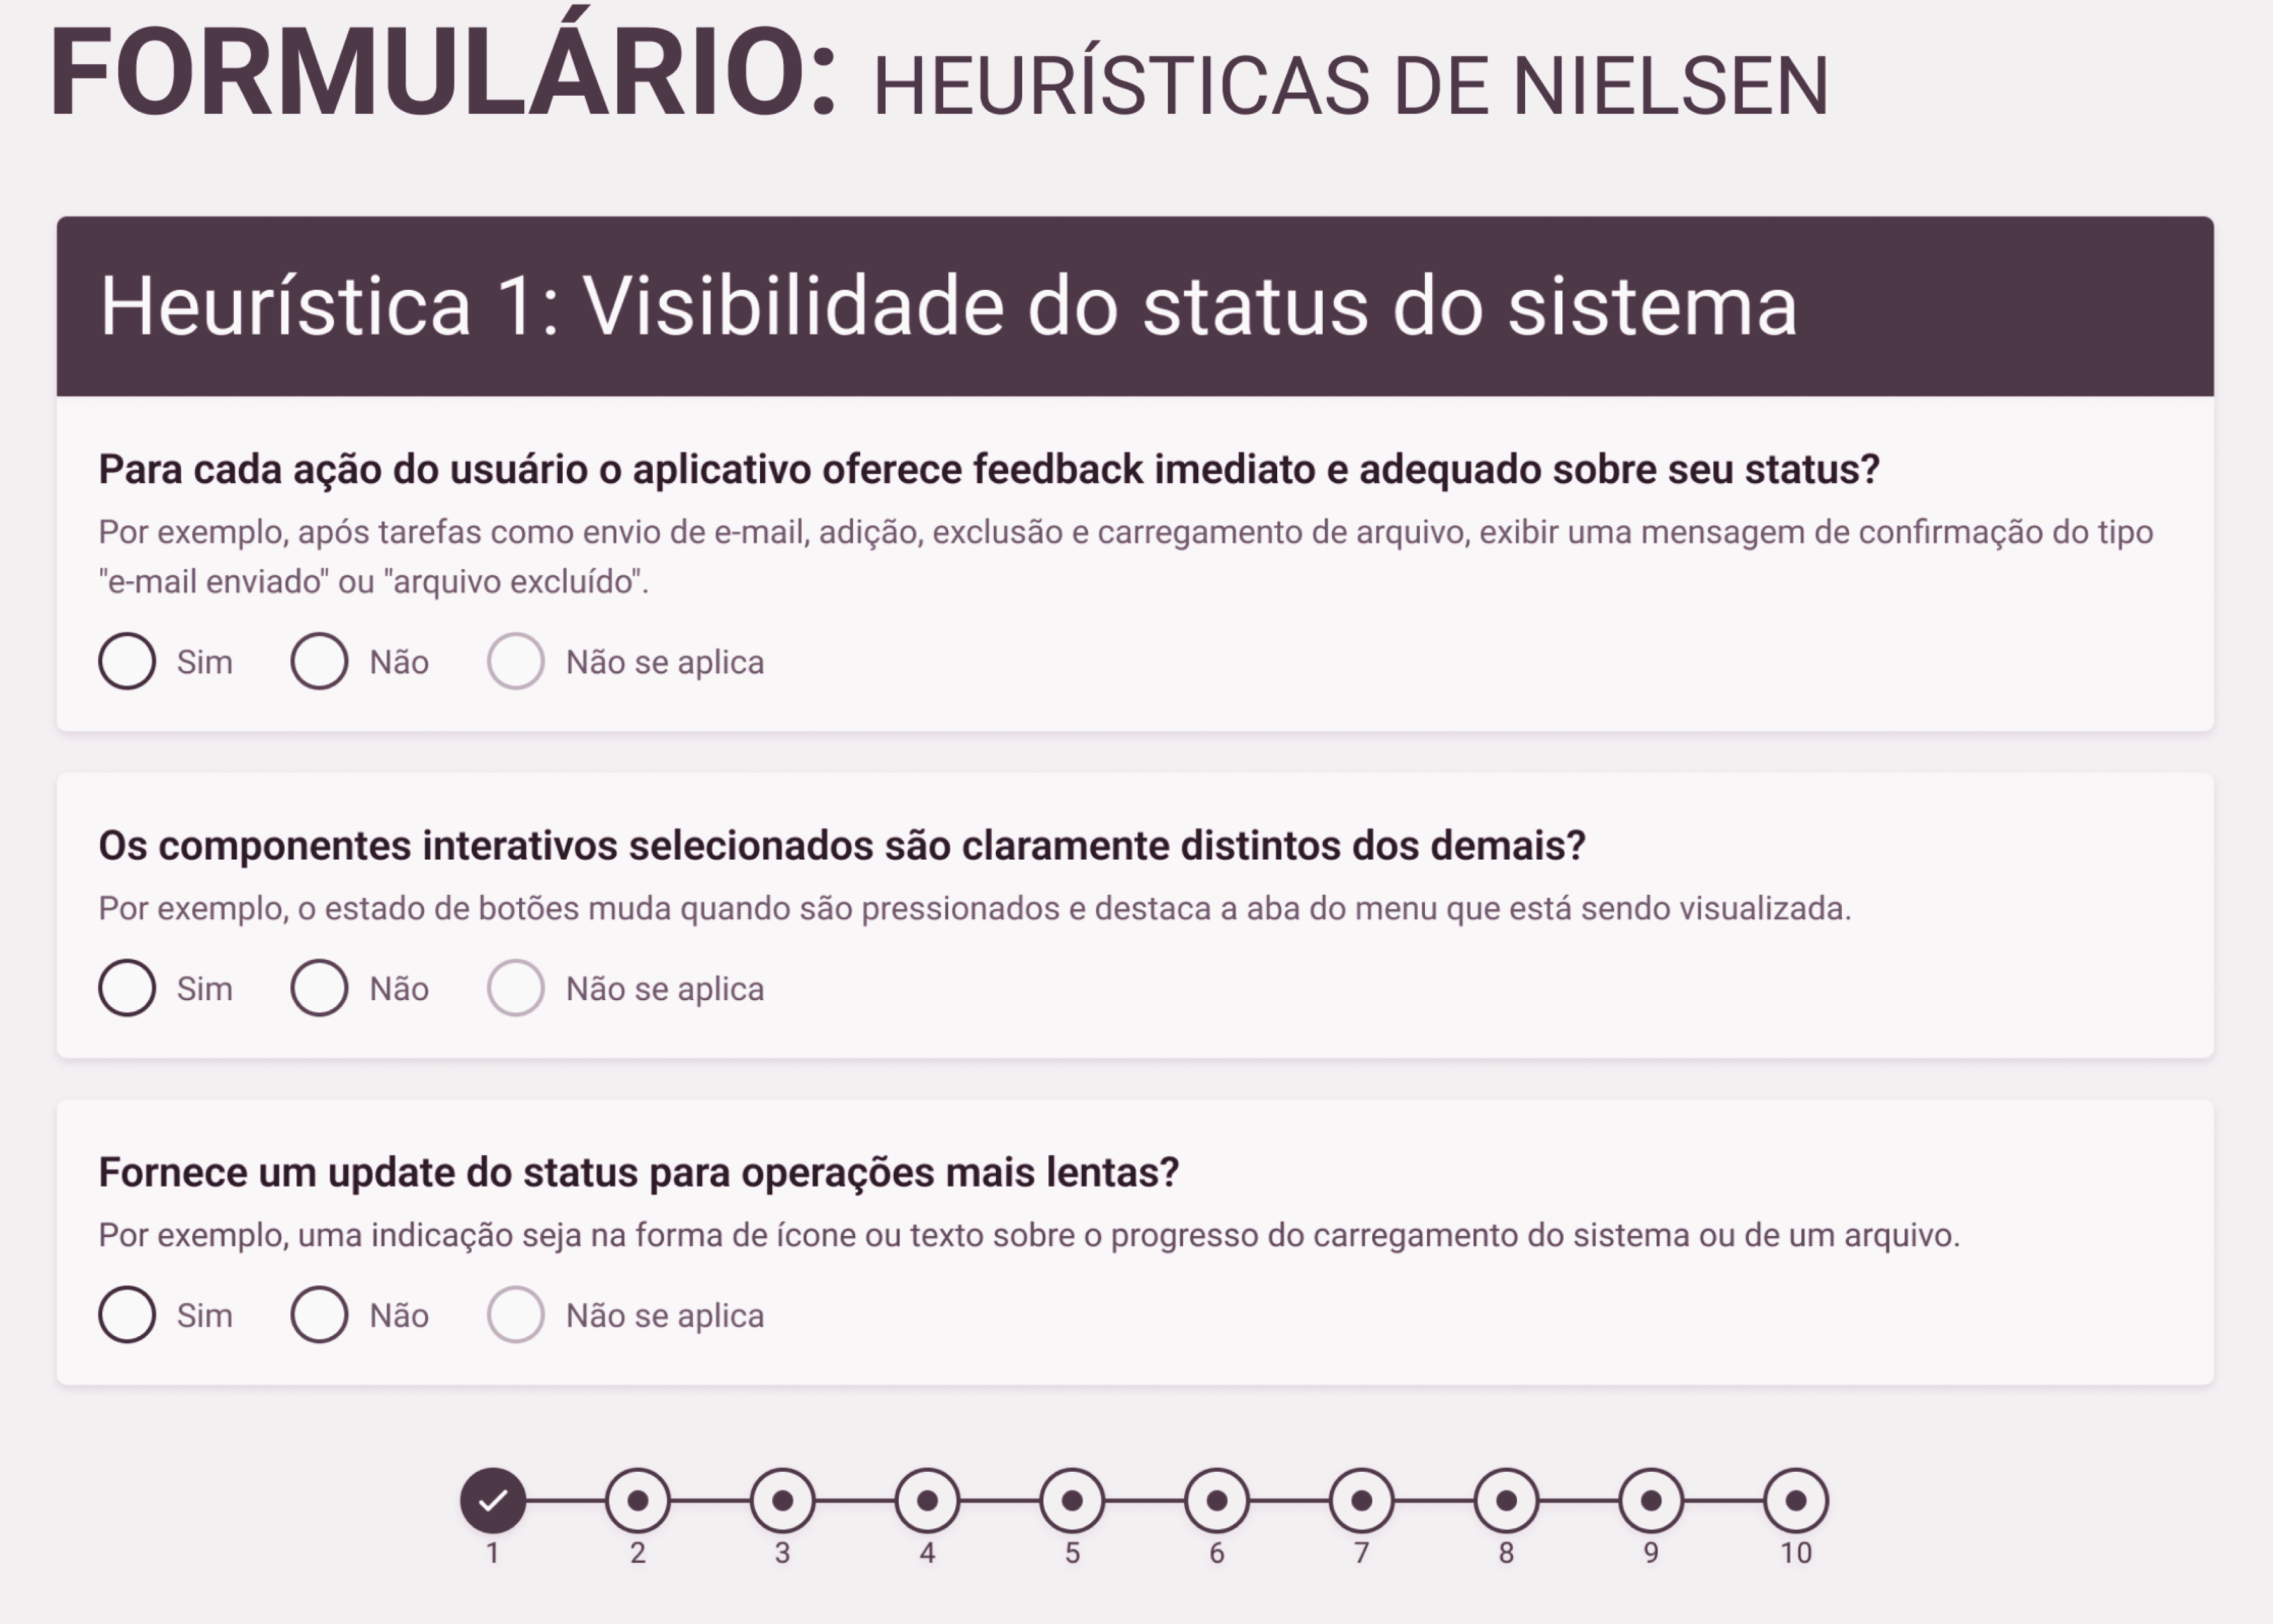 FORMULÁRIO: HEURÍSTICAS DE NIELSEN
Heurística 1: Visibilidade do status do sistema
Para cada ação do usuário o aplicativo oferece feedback imediato e adequado sobre seu status?
Por exemplo, após tarefas como envio de e-mail, adição, exclusão e carregamento de arquivo, exibir uma mensagem de confirmação do tipo
"e-mail enviado" ou "arquivo excluído".
Sim Não Não se aplica
Os componentes interativos selecionados são claramente distintos dos demais?
Por exemplo, o estado de botões muda quando são pressionados e destaca a aba do menu que está sendo visualizada.
Sim Não Não se aplica
Fornece um update do status para operações mais lentas?
Por exemplo, uma indicação seja na forma de ícone ou texto sobre o progresso do carregamento do sistema ou de um arquivo.
Sim Não Não se aplica
1 2 3 4 5 6 7 8 9 10